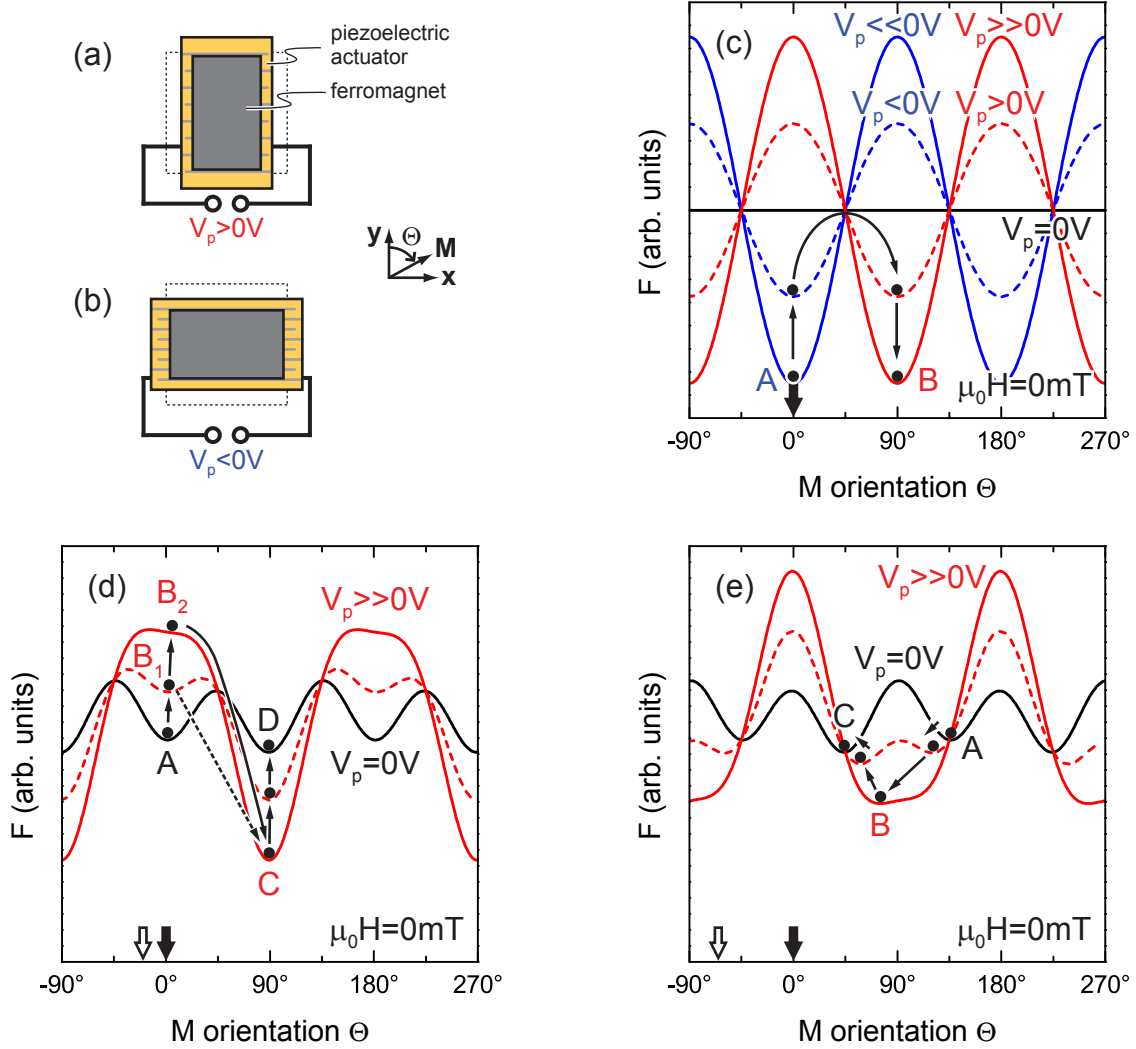 (a)
piezoelectric
actuator
ferromagnet
Vp>0V
y
Θ
M
x
(b)
Vp<0V
(c)
Vp<<0V
Vp>>0V
Vp<0V
Vp>0V
Vp=0V
A
B
μ0H=0mT
F (arb. units)
-90° 0° 90° 180° 270°
M orientation Θ
(d)
B2
Vp>>0V
B1
D
A
Vp=0V
C
μ0H=0mT
F (arb. units)
-90° 0° 90° 180° 270°
M orientation Θ
(e)
Vp>>0V
Vp=0V
C
A
B
μ0H=0mT
F (arb. units)
-90° 0° 90° 180° 270°
M orientation Θ